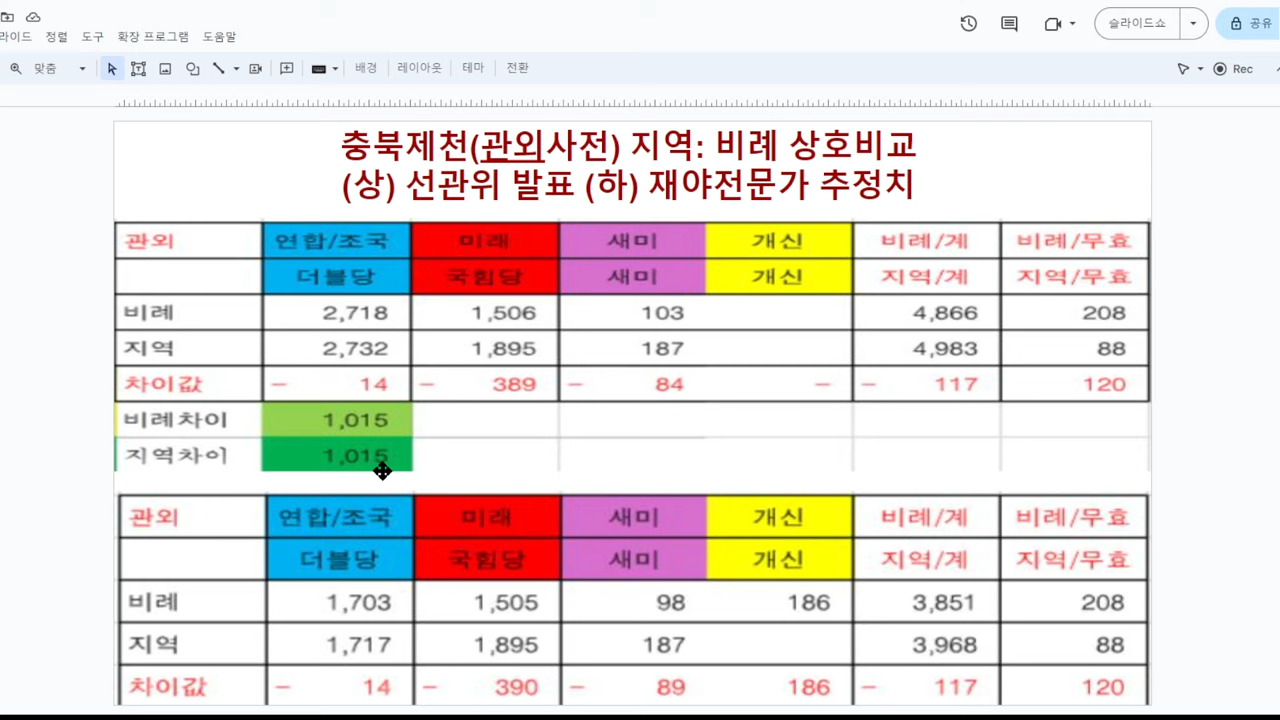 라이드 정렬 도구 확장 프로그램 도움말
슬라이드쇼 공유
맞춤 배경 레이아웃 테마 전환 Rec
충북제천(관외사전) 지역: 비례 상호비교
(상) 선관위 발표 (하) 재야전문가 추정치
관외 연합/조국 미래 새미 개신 비례/계 비례/무효
더블당 국힘당 새미 개신 지역/계 지역/무효
비례 2,718 1,506 103 4,866 208
지역 2,732 1,895 187 4,983 88
차이값 - 14 - 389 - 84 - - 117 120
비례차이 1,015
지역차이 1,015
관외 연합/조국 미래 새미 개신 비례/계 비례/무효
더블당 국힘당 새미 개신 지역/계 지역/무효
비례 1,703 1,505 98 186 3,851 208
지역 1,717 1,895 187 3,968 88
차이값 - 14 - 390 - 89 186 - 117 120